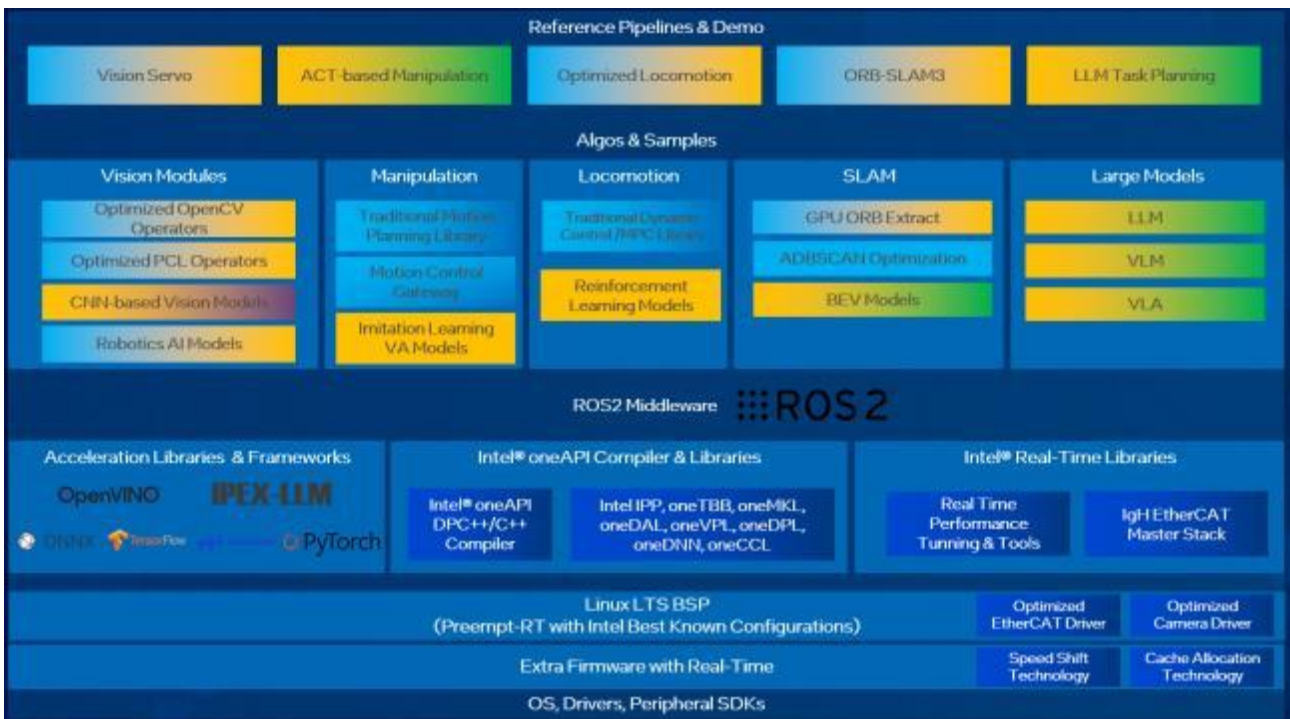 Reference Pipelines & Demo
Vision Servo
ACT-based Manipulation
Optimized Locomotion
ORB-SLAM3
LLM Task Planning
Algos & Samples
Vision Modules
Optimized OpenCV
Operators
Optimized PCL Operators
CNN-based Vision Models
Robotics AI Models
Manipulation
Traditional Motion
Planning Library
Motion Control
Gateway
Imitation Learning
VA Models
Locomotion
Traditional Dynamic
Control /MPC Library
Reinforcement
Learning Models
SLAM
GPU ORB Extract
ADBSCAN Optimization
BEV Models
Large Models
LLM
VLM
VLA
ROS2 Middleware
ROS 2
Acceleration Libraries & Frameworks
OpenVINO
IPEX-LLM
ONNX
TensorFlow
PyTorch
Intel® oneAPI Compiler & Libraries
Intel® oneAPI
DPC++/C++
Compiler
Intel IPP, oneTBB, oneMKL,
oneDAL, oneVPL, oneDPL,
oneDNN, oneCCL
Intel® Real-Time Libraries
Real Time
Performance
Tunning & Tools
IgH EtherCAT
Master Stack
Linux LTS BSP
(Preempt-RT with Intel Best Known Configurations)
Optimized
EtherCAT Driver
Optimized
Camera Driver
Extra Firmware with Real-Time
Speed Shift
Technology
Cache Allocation
Technology
OS, Drivers, Peripheral SDKs